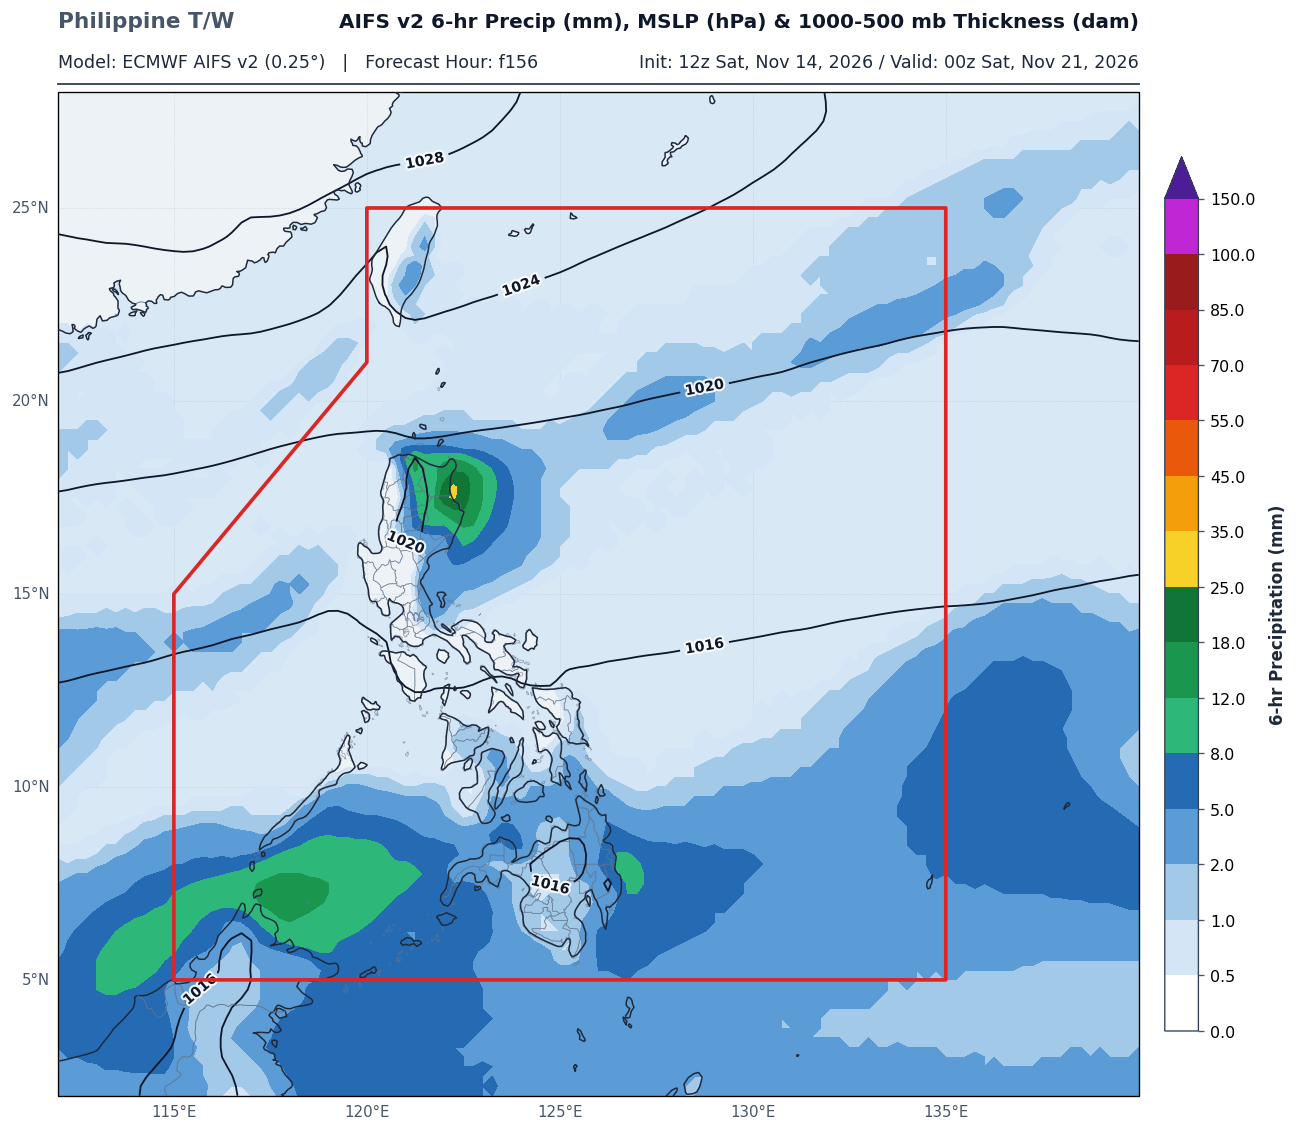 Philippine T/W
AIFS v2 6-hr Precip (mm), MSLP (hPa) & 1000-500 mb Thickness (dam)
Model: ECMWF AIFS v2 (0.25°) | Forecast Hour: f156
Init: 12z Sat, Nov 14, 2026 / Valid: 00z Sat, Nov 21, 2026
1028
1024
1020
1020
1016
1016
1016
25°N
20°N
15°N
10°N
5°N
115°E
120°E
125°E
130°E
135°E
150.0
100.0
85.0
70.0
55.0
45.0
35.0
25.0
18.0
12.0
8.0
5.0
2.0
1.0
0.5
0.0
6-hr Precipitation (mm)